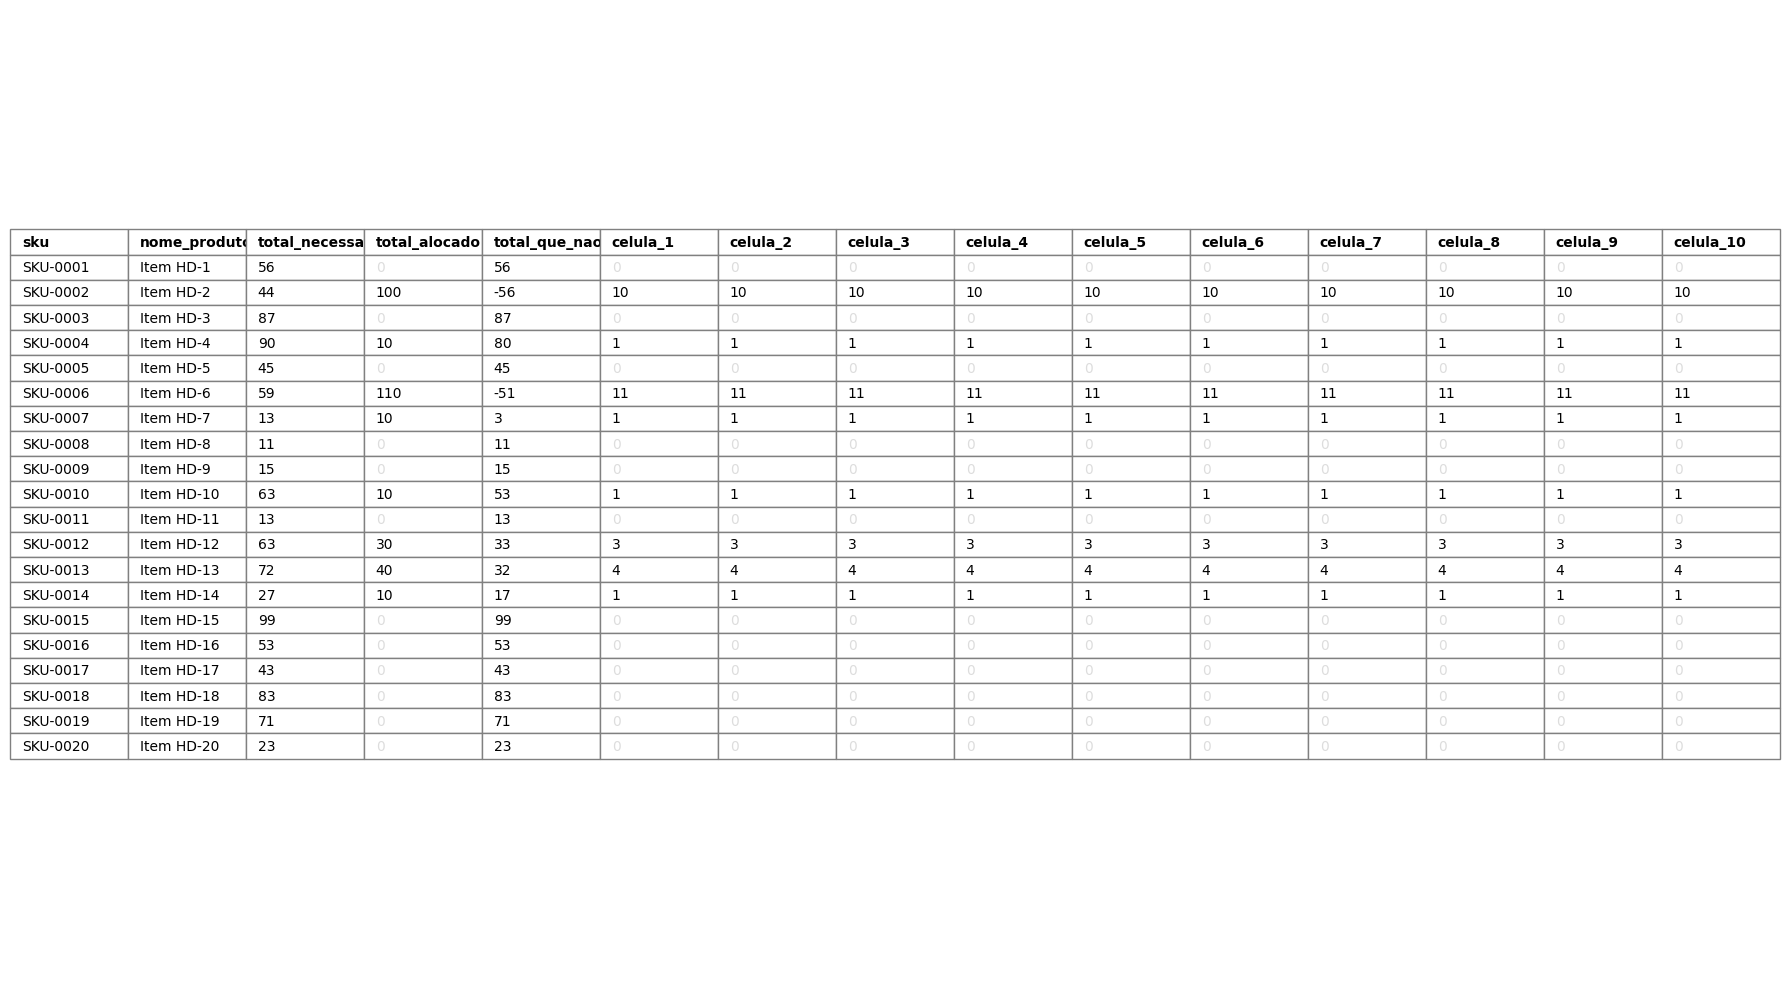 sku nome_produto total_necessa total_alocado total_que_nao celula_1 celula_2 celula_3 celula_4 celula_5 celula_6 celula_7 celula_8 celula_9 celula_10
SKU-0001 Item HD-1 56 0 56 0 0 0 0 0 0 0 0 0 0
SKU-0002 Item HD-2 44 100 -56 10 10 10 10 10 10 10 10 10 10
SKU-0003 Item HD-3 87 0 87 0 0 0 0 0 0 0 0 0 0
SKU-0004 Item HD-4 90 10 80 1 1 1 1 1 1 1 1 1 1
SKU-0005 Item HD-5 45 0 45 0 0 0 0 0 0 0 0 0 0
SKU-0006 Item HD-6 59 110 -51 11 11 11 11 11 11 11 11 11 11
SKU-0007 Item HD-7 13 10 3 1 1 1 1 1 1 1 1 1 1
SKU-0008 Item HD-8 11 0 11 0 0 0 0 0 0 0 0 0 0
SKU-0009 Item HD-9 15 0 15 0 0 0 0 0 0 0 0 0 0
SKU-0010 Item HD-10 63 10 53 1 1 1 1 1 1 1 1 1 1
SKU-0011 Item HD-11 13 0 13 0 0 0 0 0 0 0 0 0 0
SKU-0012 Item HD-12 63 30 33 3 3 3 3 3 3 3 3 3 3
SKU-0013 Item HD-13 72 40 32 4 4 4 4 4 4 4 4 4 4
SKU-0014 Item HD-14 27 10 17 1 1 1 1 1 1 1 1 1 1
SKU-0015 Item HD-15 99 0 99 0 0 0 0 0 0 0 0 0 0
SKU-0016 Item HD-16 53 0 53 0 0 0 0 0 0 0 0 0 0
SKU-0017 Item HD-17 43 0 43 0 0 0 0 0 0 0 0 0 0
SKU-0018 Item HD-18 83 0 83 0 0 0 0 0 0 0 0 0 0
SKU-0019 Item HD-19 71 0 71 0 0 0 0 0 0 0 0 0 0
SKU-0020 Item HD-20 23 0 23 0 0 0 0 0 0 0 0 0 0